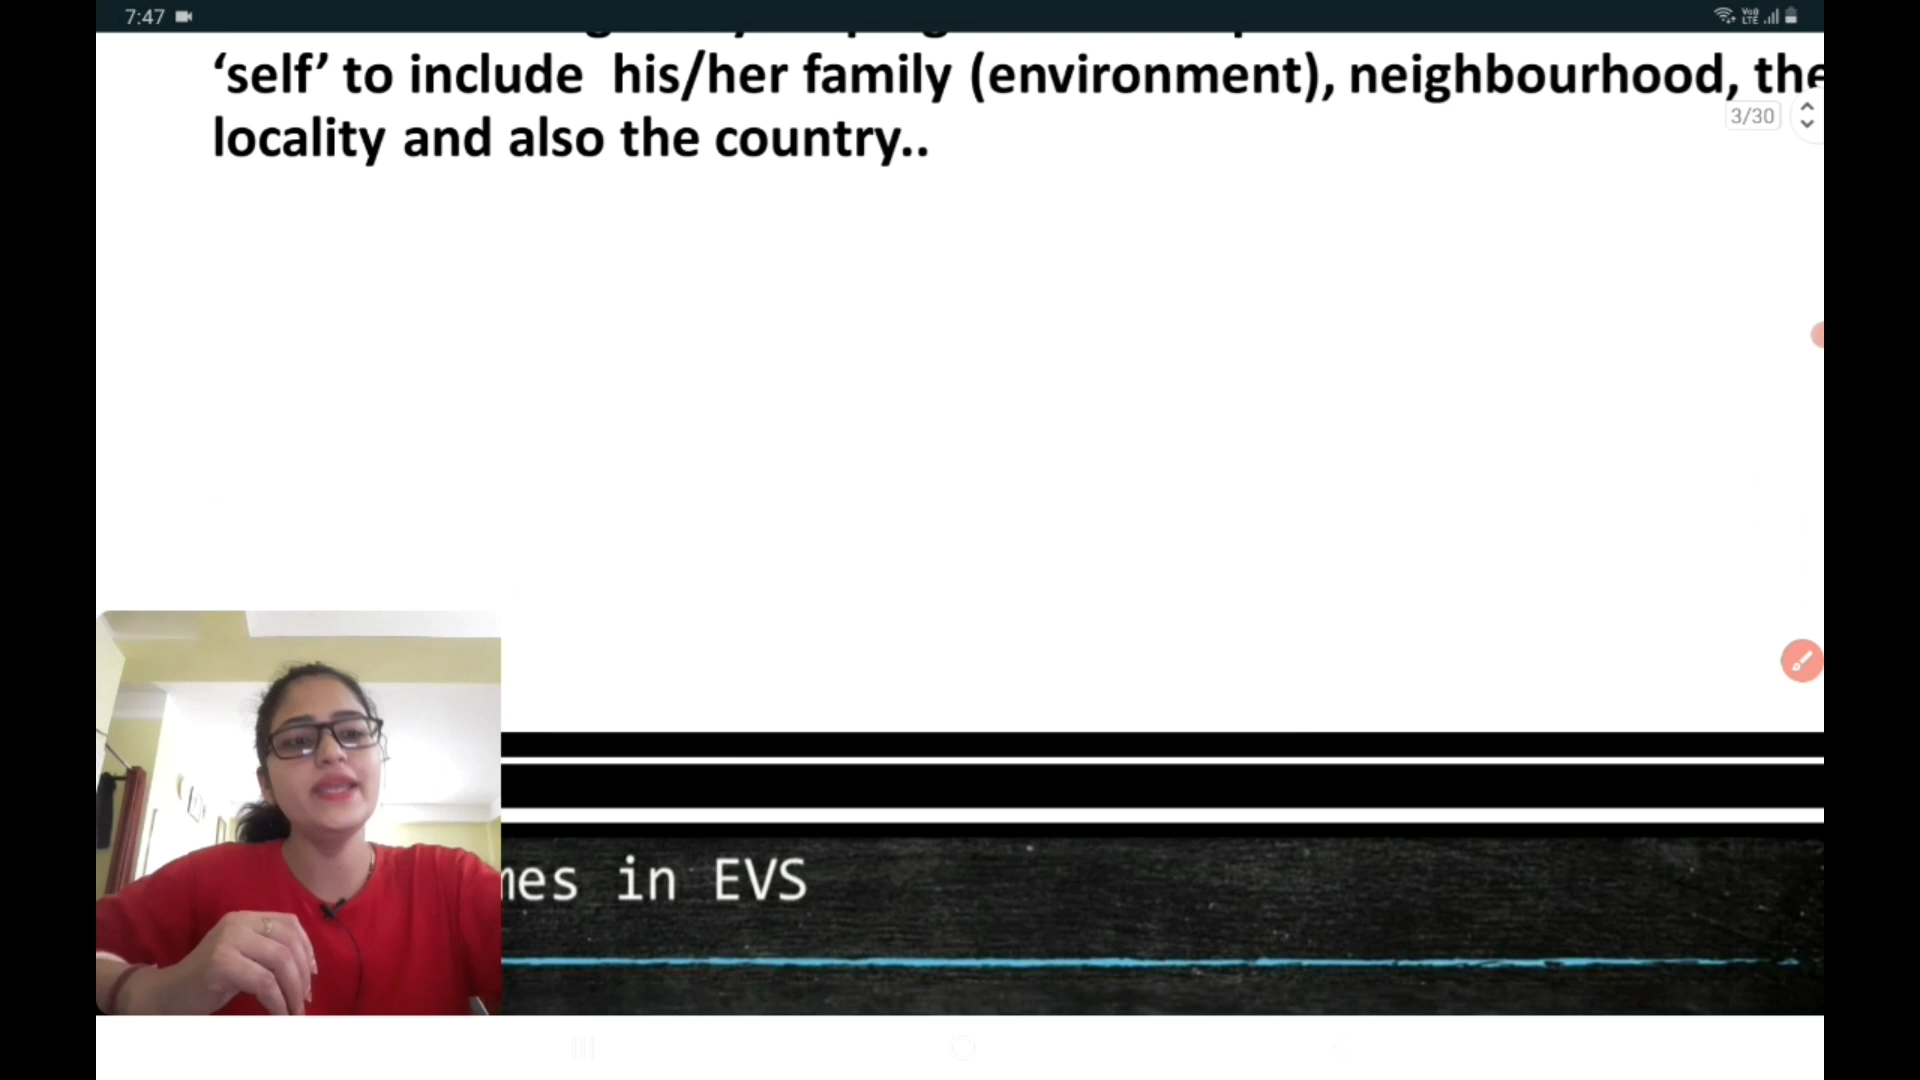 7:47
‘self’ to include his/her family (environment), neighbourhood, the
3/30
locality and also the country..
in EVS